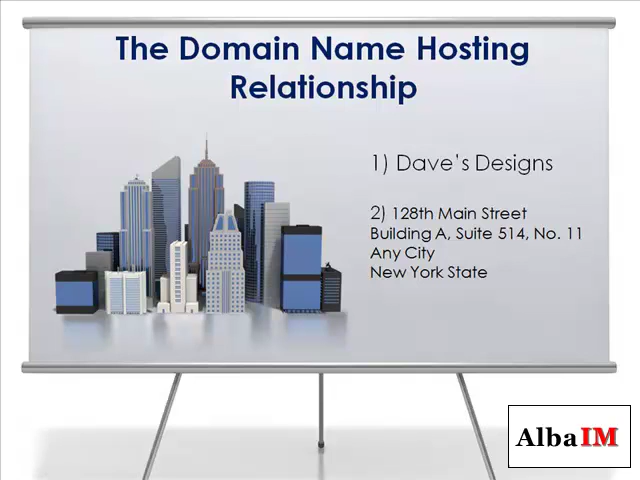 The Domain Name Hosting
Relationship
1) Dave's Designs
2) 128th Main Street
Building A, Suite 514, No. 11
Any City
New York State
AlbaIM